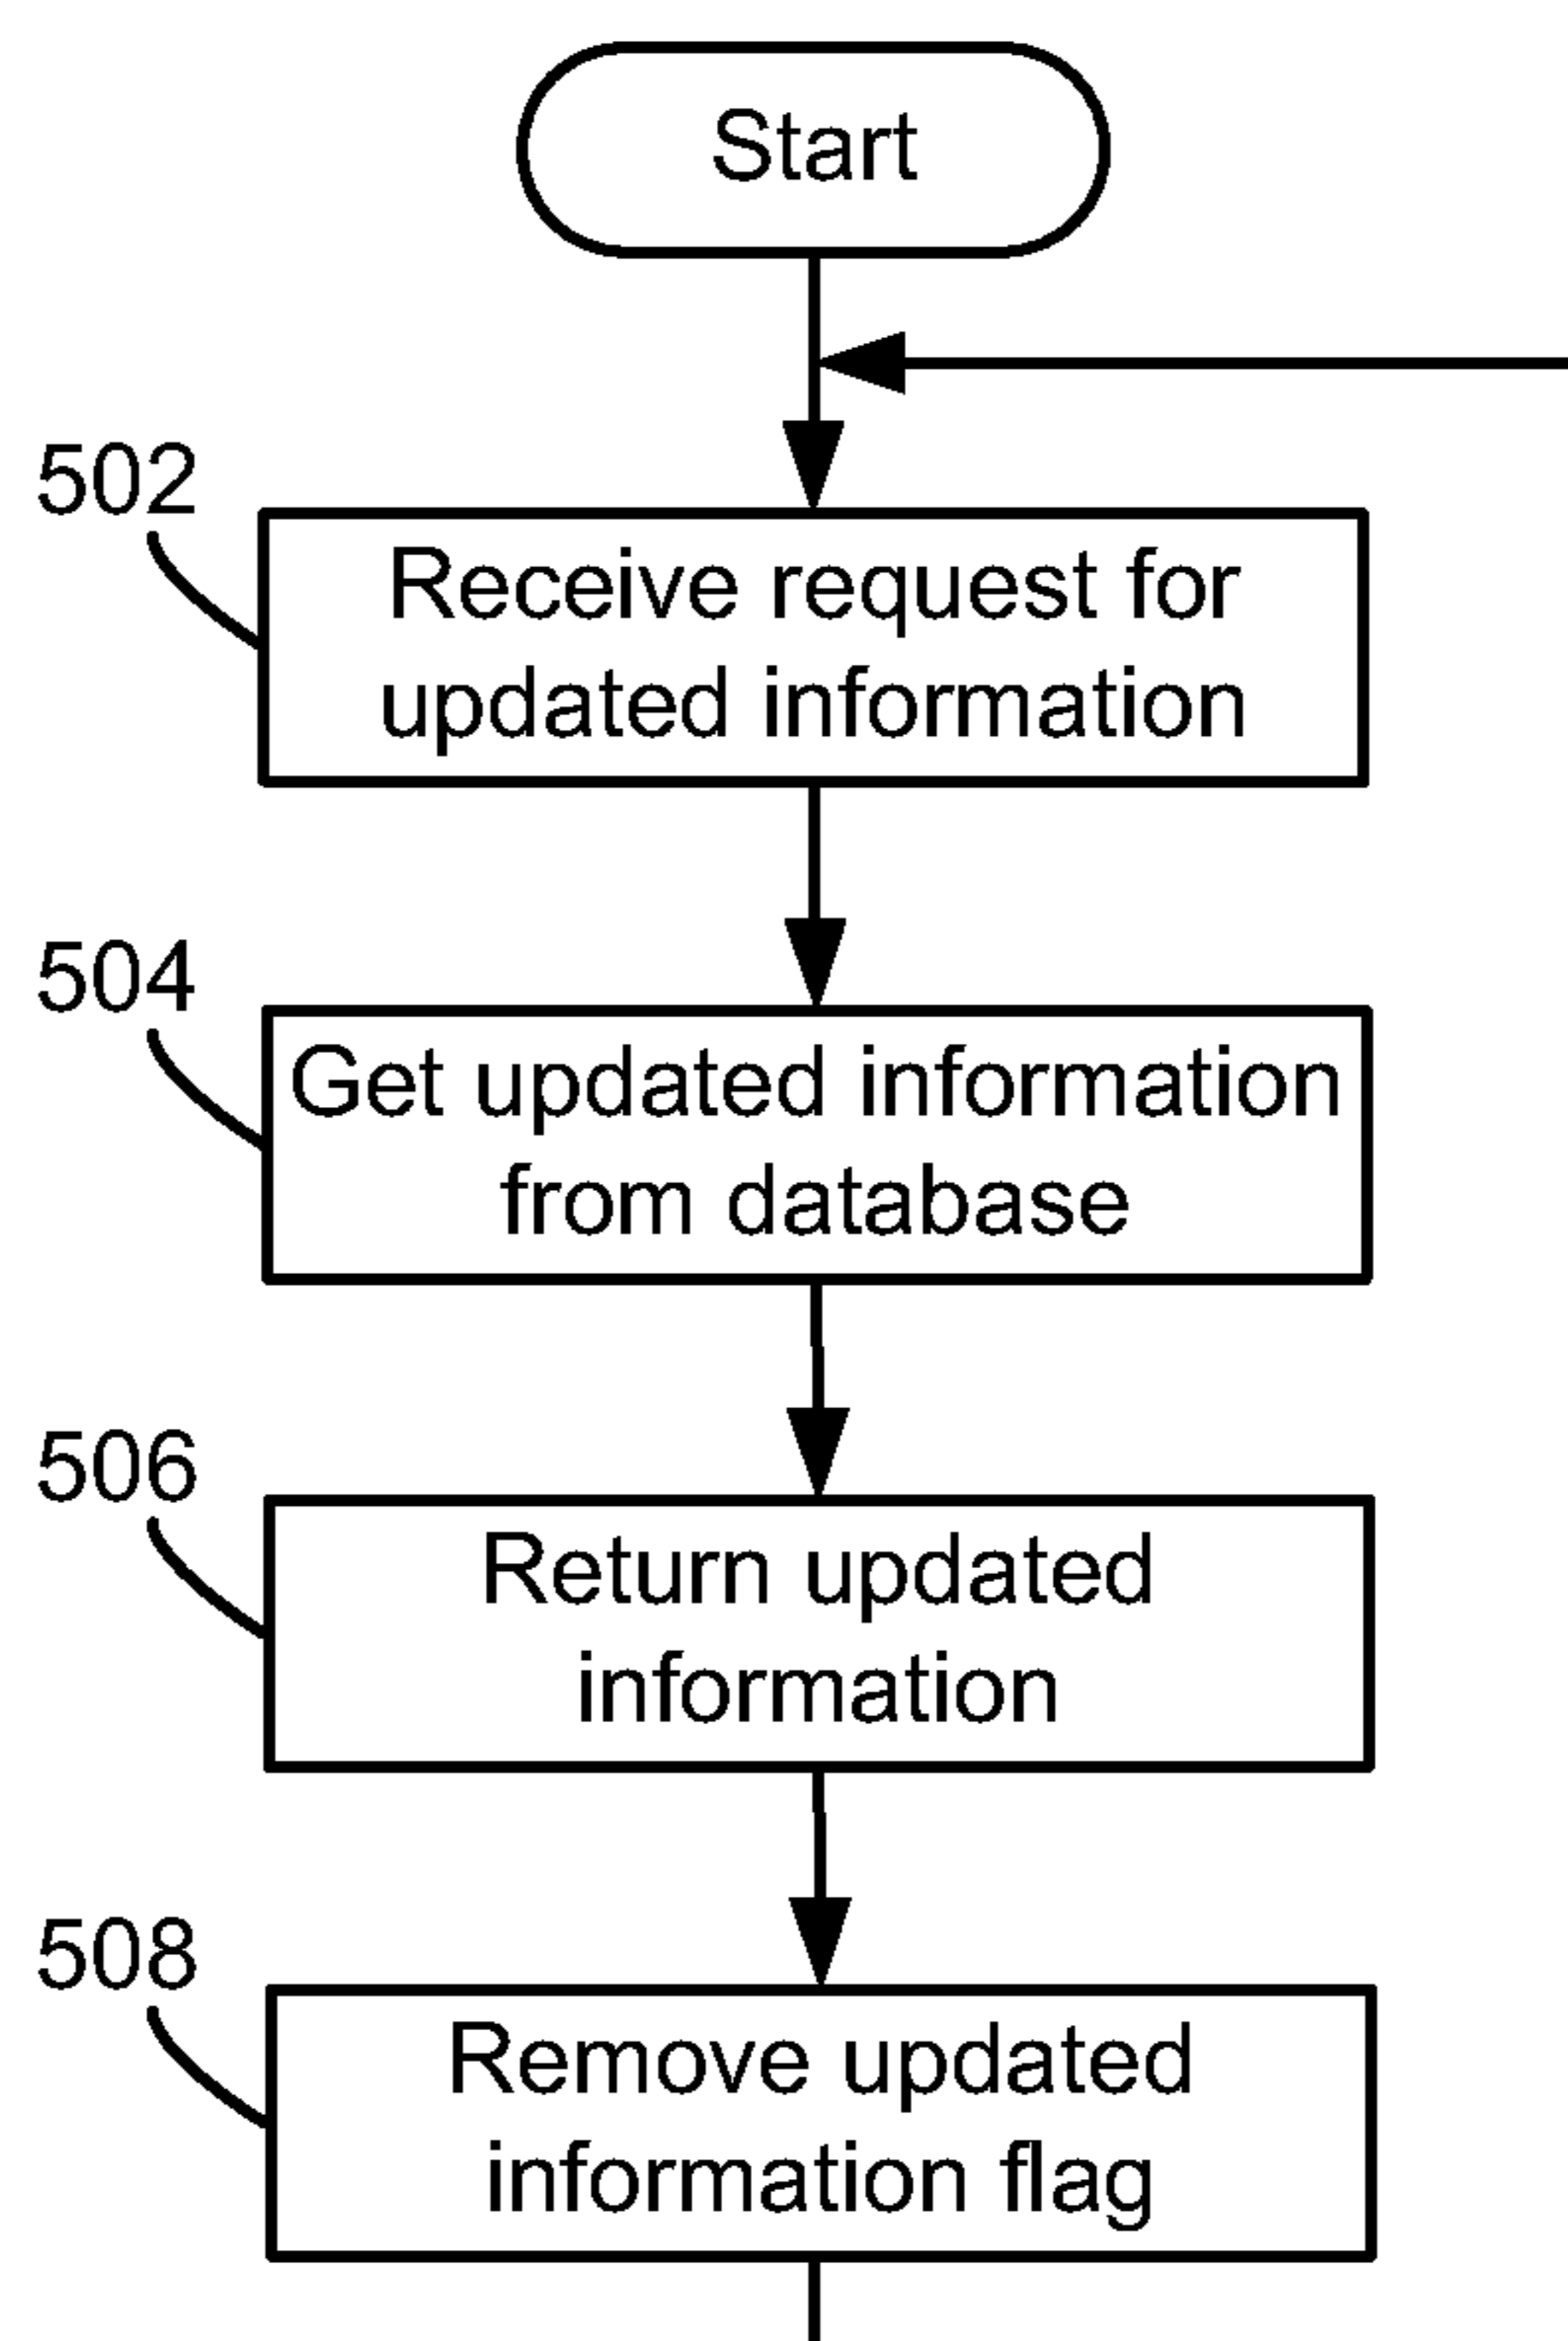 Start
502
Receive request for
updated information
504
Get updated information
from database
506
Return updated
information
508
Remove updated
information flag